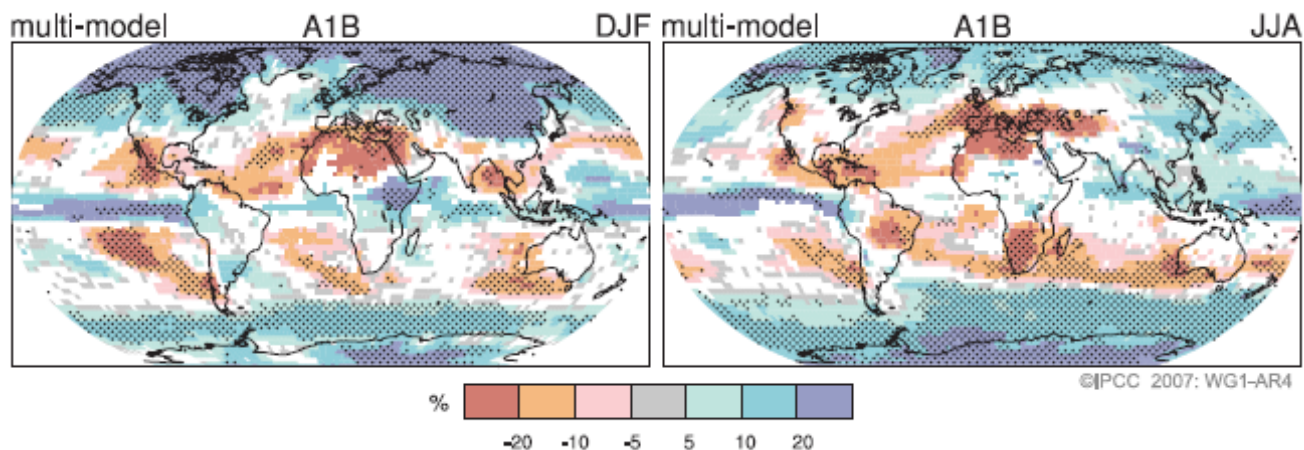 multi-model A1B DJF
multi-model A1B JJA
©IPCC 2007: WG1-AR4
%
-20 -10 -5 5 10 20